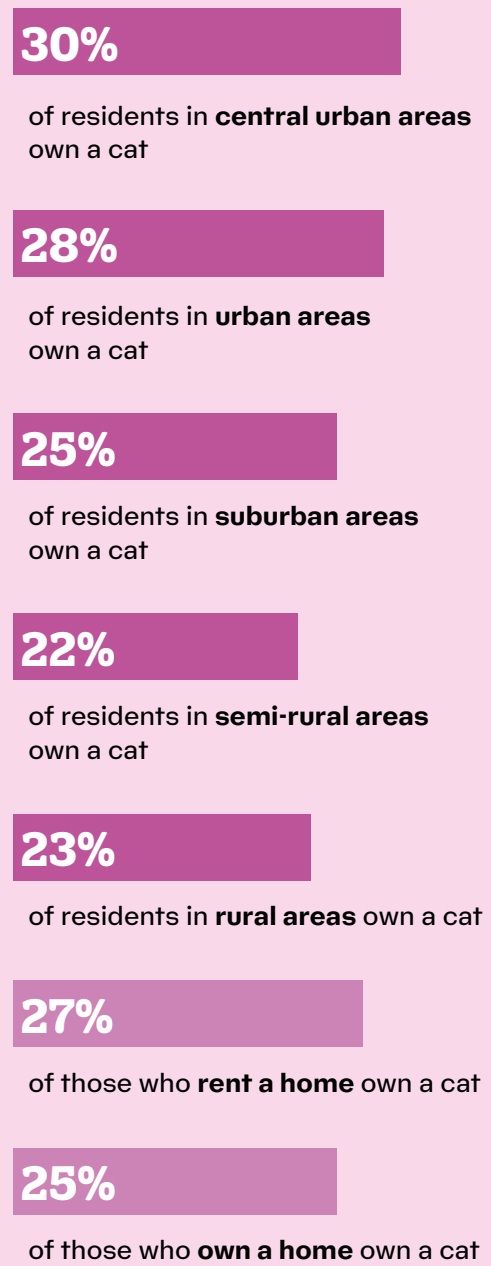 30%
of residents in central urban areas
own a cat
28%
of residents in urban areas
own a cat
25%
of residents in suburban areas
own a cat
22%
of residents in semi-rural areas
own a cat
23%
of residents in rural areas own a cat
27%
of those who rent a home own a cat
25%
of those who own a home own a cat